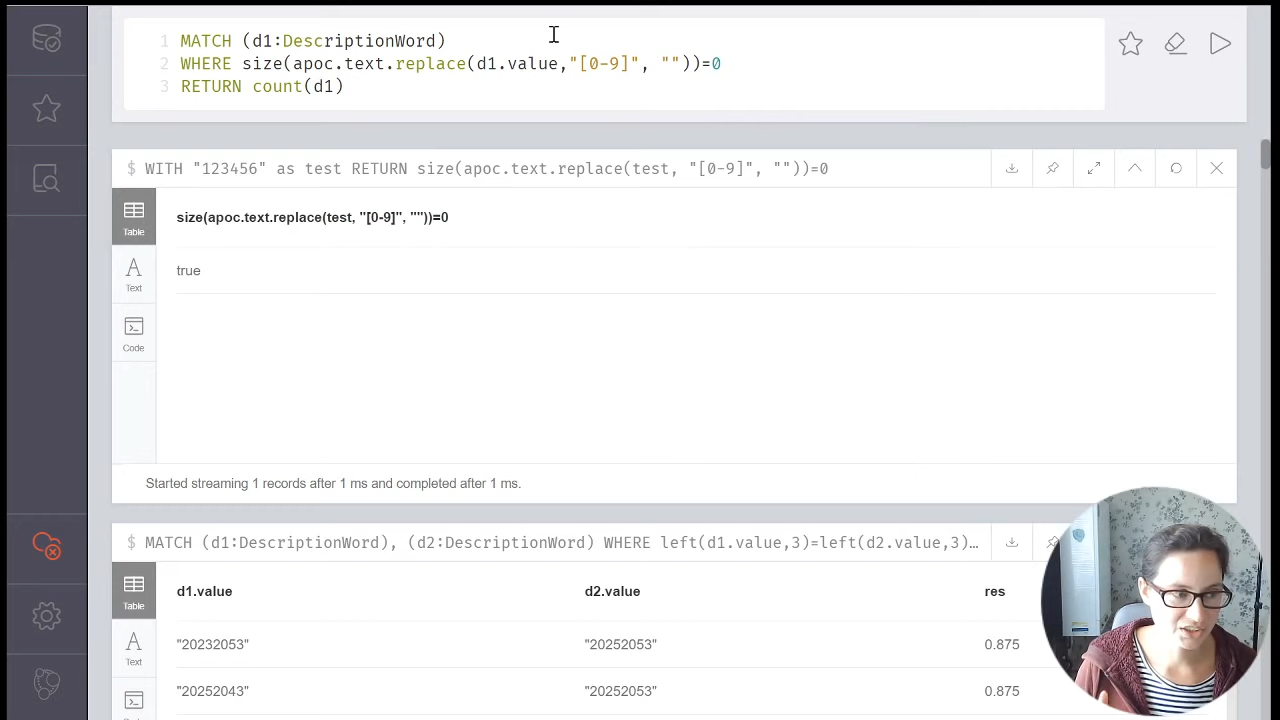 1 MATCH (d1:DescriptionWord)
2 WHERE size(apoc.text.replace(d1.value,"[0-9]", ""))=0
3 RETURN count(d1)
$ WITH "123456" as test RETURN size(apoc.text.replace(test, "[0-9]", ""))=0
Table
size(apoc.text.replace(test, "[0-9]", ""))=0
A
Text
true
Code
Started streaming 1 records after 1 ms and completed after 1 ms.
$ MATCH (d1:DescriptionWord), (d2:DescriptionWord) WHERE left(d1.value,3)=left(d2.value,3)…
Table
d1.value d2.value res
A
Text
"20232053" "20252053" 0.875
"20252043" "20252053" 0.875